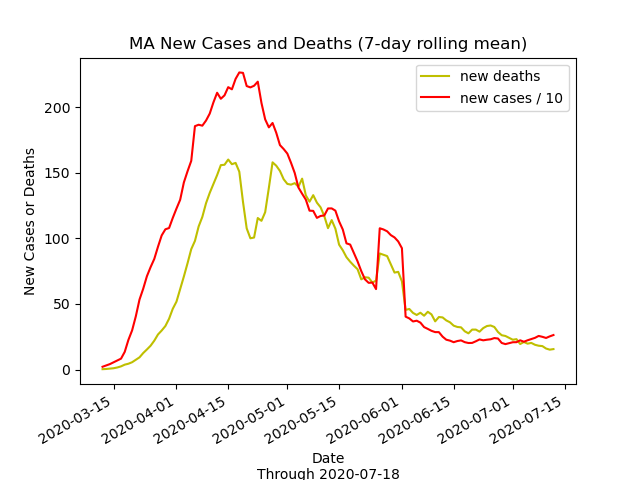 MA New Cases and Deaths (7-day rolling mean)
new deaths
new cases / 10
New Cases or Deaths
200
150
100
50
0
2020-03-15
2020-04-01
2020-04-15
2020-05-01
2020-05-15
2020-06-01
2020-06-15
2020-07-01
2020-07-15
Date
Through 2020-07-18